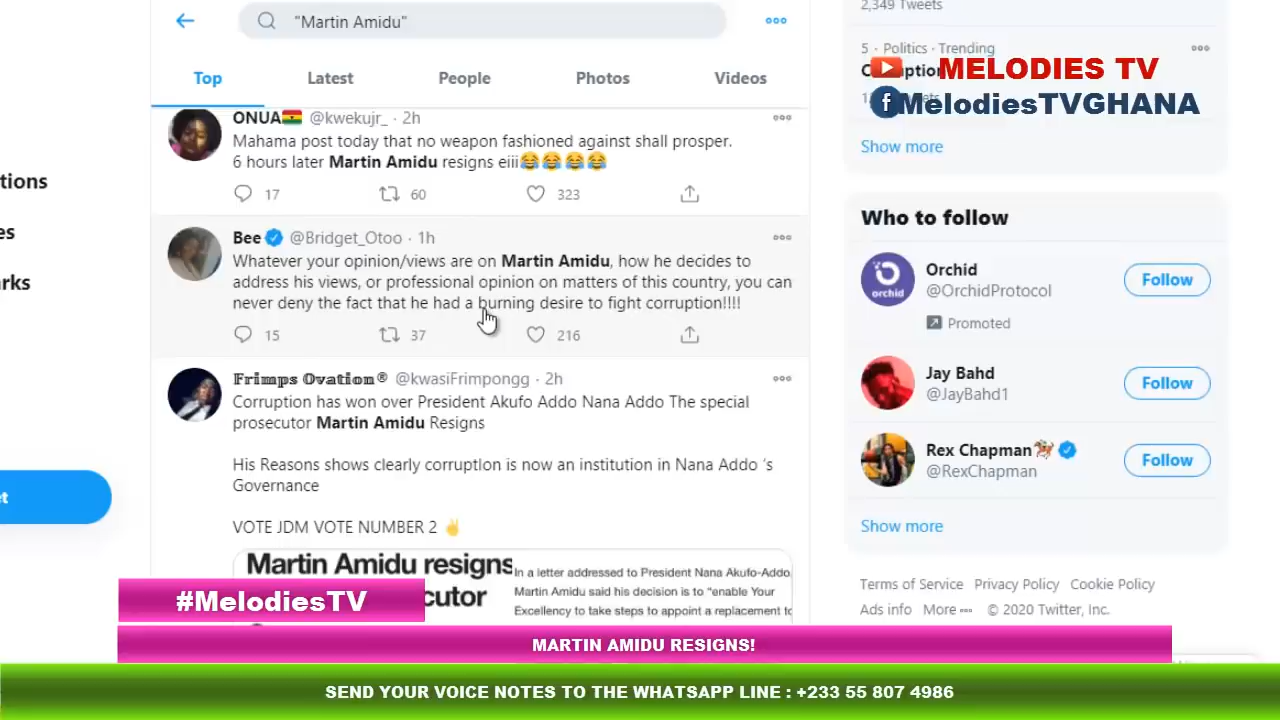 "Martin Amidu"
Top Latest People Photos Videos
ONUA🇬🇭 @kwekujr_ · 2h
Mahama post today that no weapon fashioned against shall prosper.
6 hours later Martin Amidu resigns eiii😂😂😂😂
17 60 323
Bee @Bridget_Otoo · 1h
Whatever your opinion/views are on Martin Amidu, how he decides to
address his views, or professional opinion on matters of this country, you can
never deny the fact that he had a burning desire to fight corruption!!!!
15 37 216
𝔽𝕣𝕚𝕞𝕡𝕤 𝕆𝕧𝕒𝕥𝕚𝕠𝕟® @kwasiFrimpongg · 2h
Corruption has won over President Akufo Addo Nana Addo The special
prosecutor Martin Amidu Resigns
His Reasons shows clearly corruptIon is now an institution in Nana Addo 's
Governance
VOTE JDM VOTE NUMBER 2 ✌
Martin Amidu resigns
cutor
In a letter addressed to President Nana Akufo-Addo,
Martin Amidu said his decision is to "enable Your
Excellency to take steps to appoint a replacement to
tions
es
rks
et
2,349 Tweets
5 · Politics · Trending
MELODIES TV
MelodiesTVGHANA
Show more
Who to follow
Orchid
@OrchidProtocol
Follow
orchid
Promoted
Jay Bahd
@JayBahd1
Follow
Rex Chapman🏇
@RexChapman
Follow
Show more
Terms of Service Privacy Policy Cookie Policy
Ads info More © 2020 Twitter, Inc.
#MelodiesTV
MARTIN AMIDU RESIGNS!
SEND YOUR VOICE NOTES TO THE WHATSAPP LINE : +233 55 807 4986